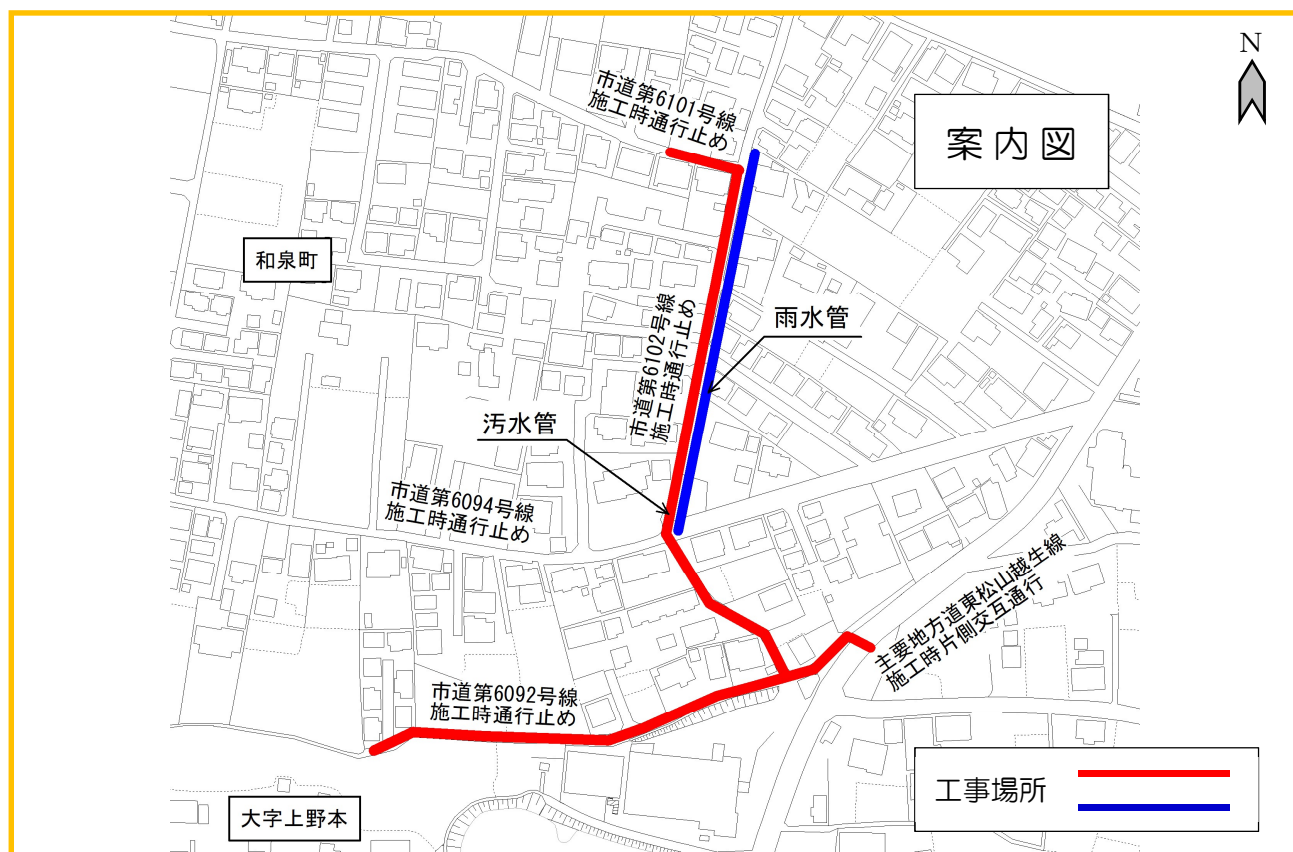 N
案内図
市道第6101号線
施工時通行止め
和泉町
雨水管
市道第6102号線
施工時通行止め
汚水管
市道第6094号線
施工時通行止め
主要地方道東松山越生線
施工時片側交互通行
市道第6092号線
施工時通行止め
工事場所
大字上野本